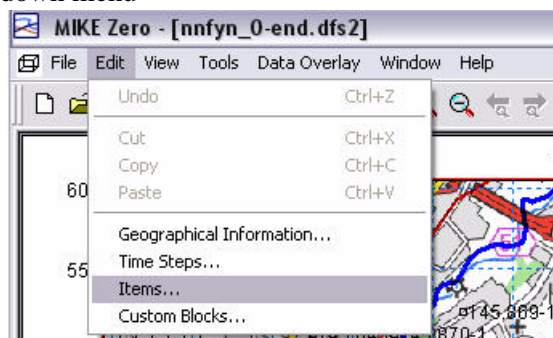 down menu
MIKE Zero - [nnfyn_0-end.dfs2]
File Edit View Tools Data Overlay Window Help
Undo Ctrl+Z
Cut Ctrl+X
Copy Ctrl+C
Paste Ctrl+V
60
Geographical Information...
Time Steps...
55
Items...
Custom Blocks...